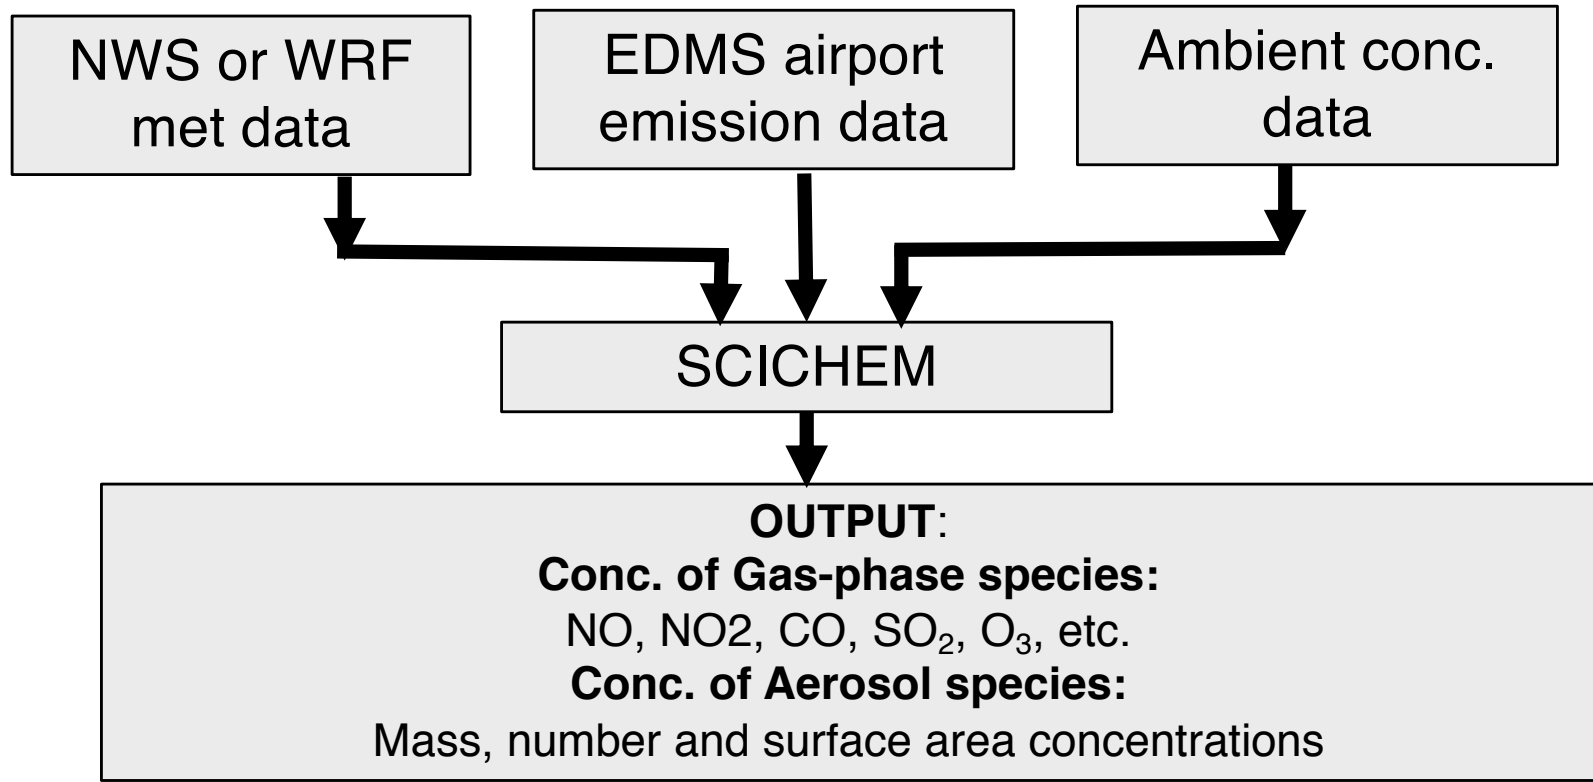 NWS or WRF
met data
EDMS airport
emission data
Ambient conc.
data
SCICHEM
OUTPUT:
Conc. of Gas-phase species:
NO, NO2, CO, SO₂, O₃, etc.
Conc. of Aerosol species:
Mass, number and surface area concentrations